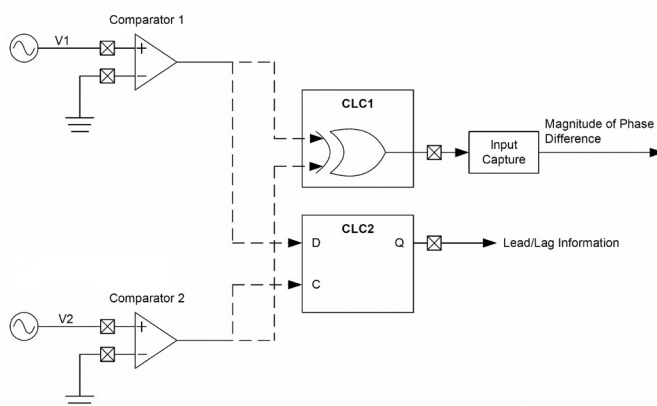 Comparator 1
V1
+
−
CLC1
Magnitude of Phase
Difference
Input
Capture
CLC2
D
Q
Lead/Lag Information
C
Comparator 2
V2
+
−